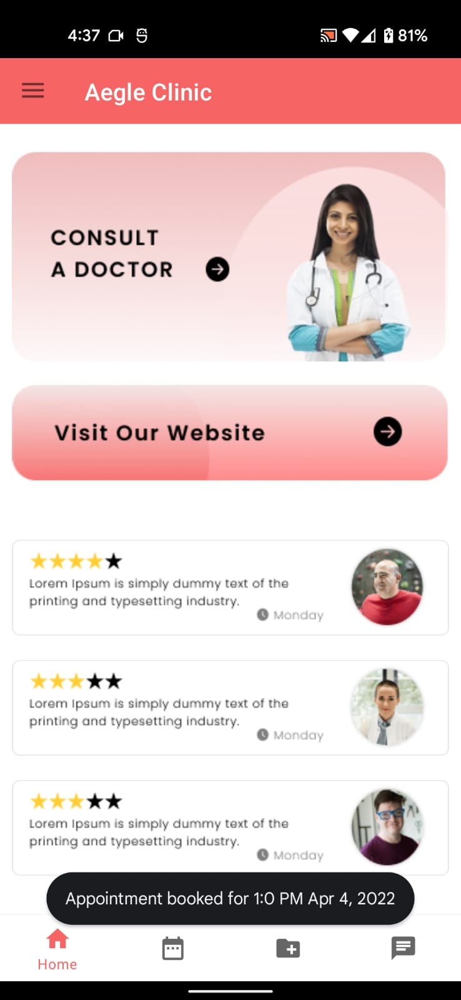 4:37
81%
Aegle Clinic
CONSULT
A DOCTOR
Visit Our Website
Lorem Ipsum is simply dummy text of the
printing and typesetting industry.
Monday
Lorem Ipsum is simply dummy text of the
printing and typesetting industry.
Monday
Lorem Ipsum is simply dummy text of the
printing and typesetting industry.
Monday
Appointment booked for 1:0 PM Apr 4, 2022
Home